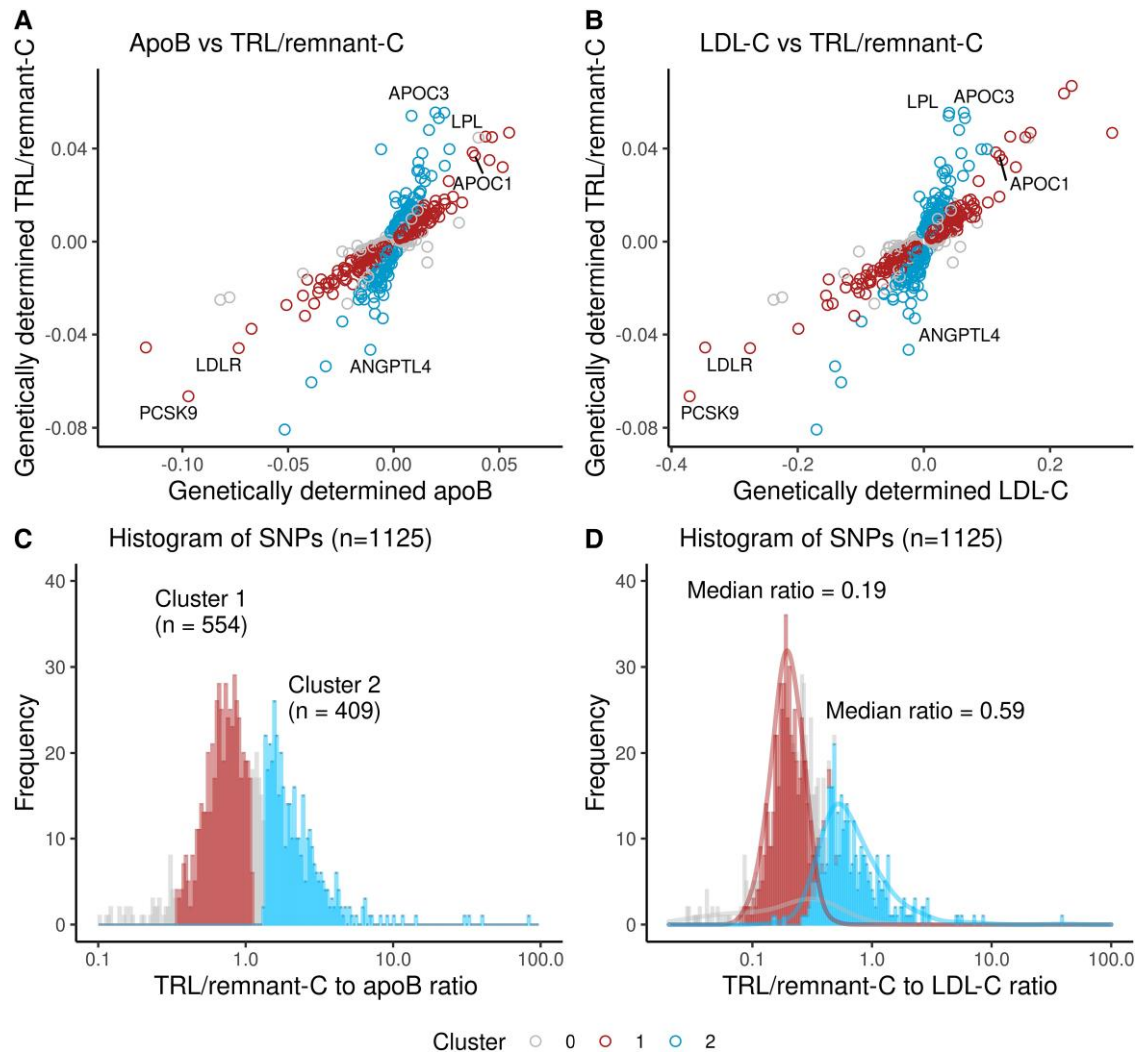 A
ApoB vs TRL/remnant-C
Genetically determined TRL/remnant-C
0.04
0.00
-0.04
-0.08
APOC3
LPL
APOC1
LDLR
ANGPTL4
PCSK9
-0.10
-0.05
0.00
0.05
Genetically determined apoB
B
LDL-C vs TRL/remnant-C
Genetically determined TRL/remnant-C
0.04
0.00
-0.04
-0.08
LPL
APOC3
APOC1
ANGPTL4
LDLR
PCSK9
-0.4
-0.2
0.0
0.2
Genetically determined LDL-C
C
Histogram of SNPs (n=1125)
Frequency
40
30
20
10
0
Cluster 1
(n = 554)
Cluster 2
(n = 409)
0.1
1.0
10.0
100.0
TRL/remnant-C to apoB ratio
D
Histogram of SNPs (n=1125)
Frequency
40
30
20
10
0
Median ratio = 0.19
Median ratio = 0.59
0.1
1.0
10.0
100.0
TRL/remnant-C to LDL-C ratio
Cluster 0 1 2